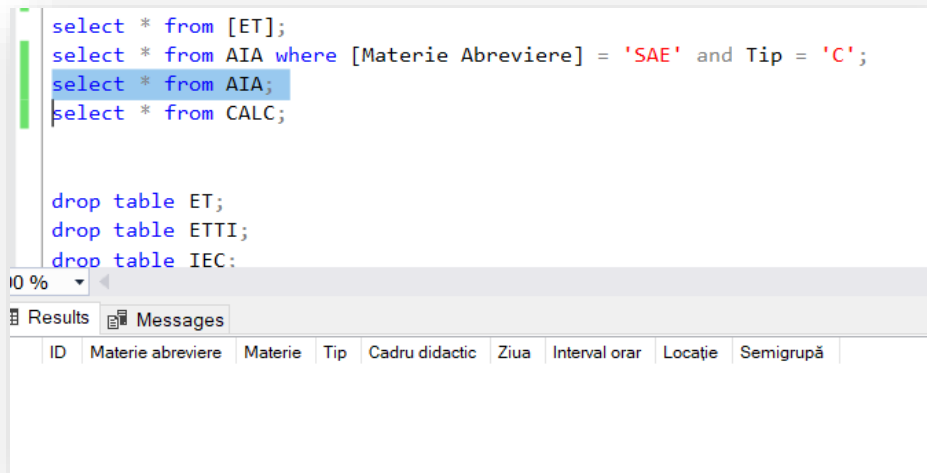 select * from [ET];
select * from AIA where [Materie Abreviere] = 'SAE' and Tip = 'C';
select * from AIA;
select * from CALC;
drop table ET;
drop table ETTI;
drop table IEC;
00 %
Results Messages
ID Materie abreviere Materie Tip Cadru didactic Ziua Interval orar Locație Semigrupă